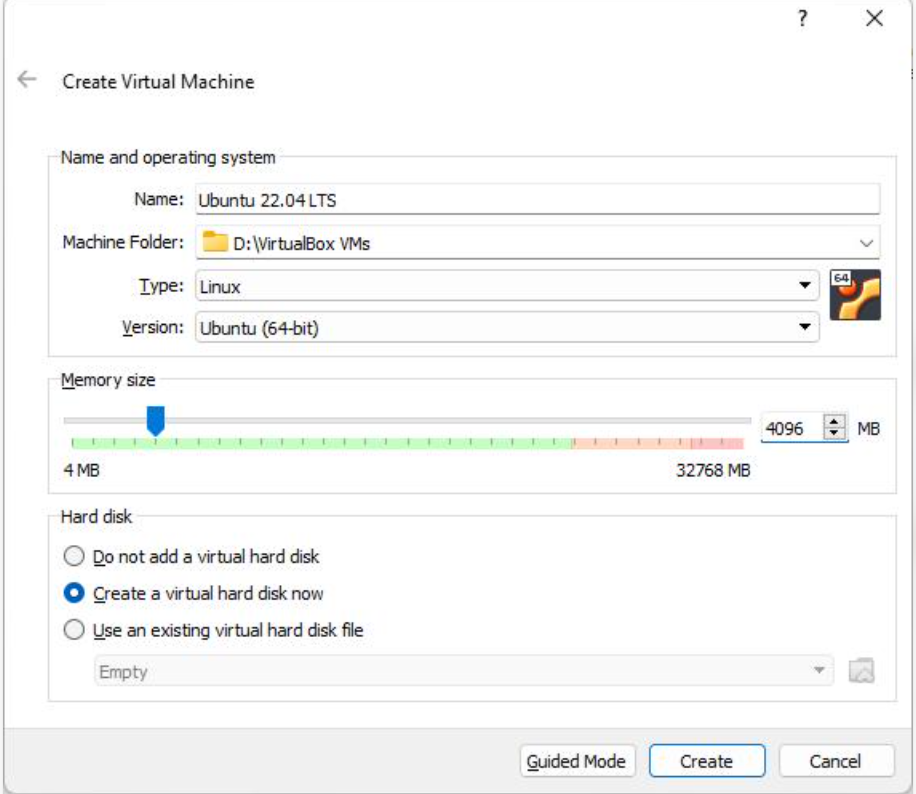 ?
Create Virtual Machine
Name and operating system
Name: Ubuntu 22.04 LTS
Machine Folder: D:\VirtualBox VMs
Type: Linux
64
Version: Ubuntu (64-bit)
Memory size
4096 MB
4 MB 32768 MB
Hard disk
Do not add a virtual hard disk
Create a virtual hard disk now
Use an existing virtual hard disk file
Empty
Guided Mode Create Cancel